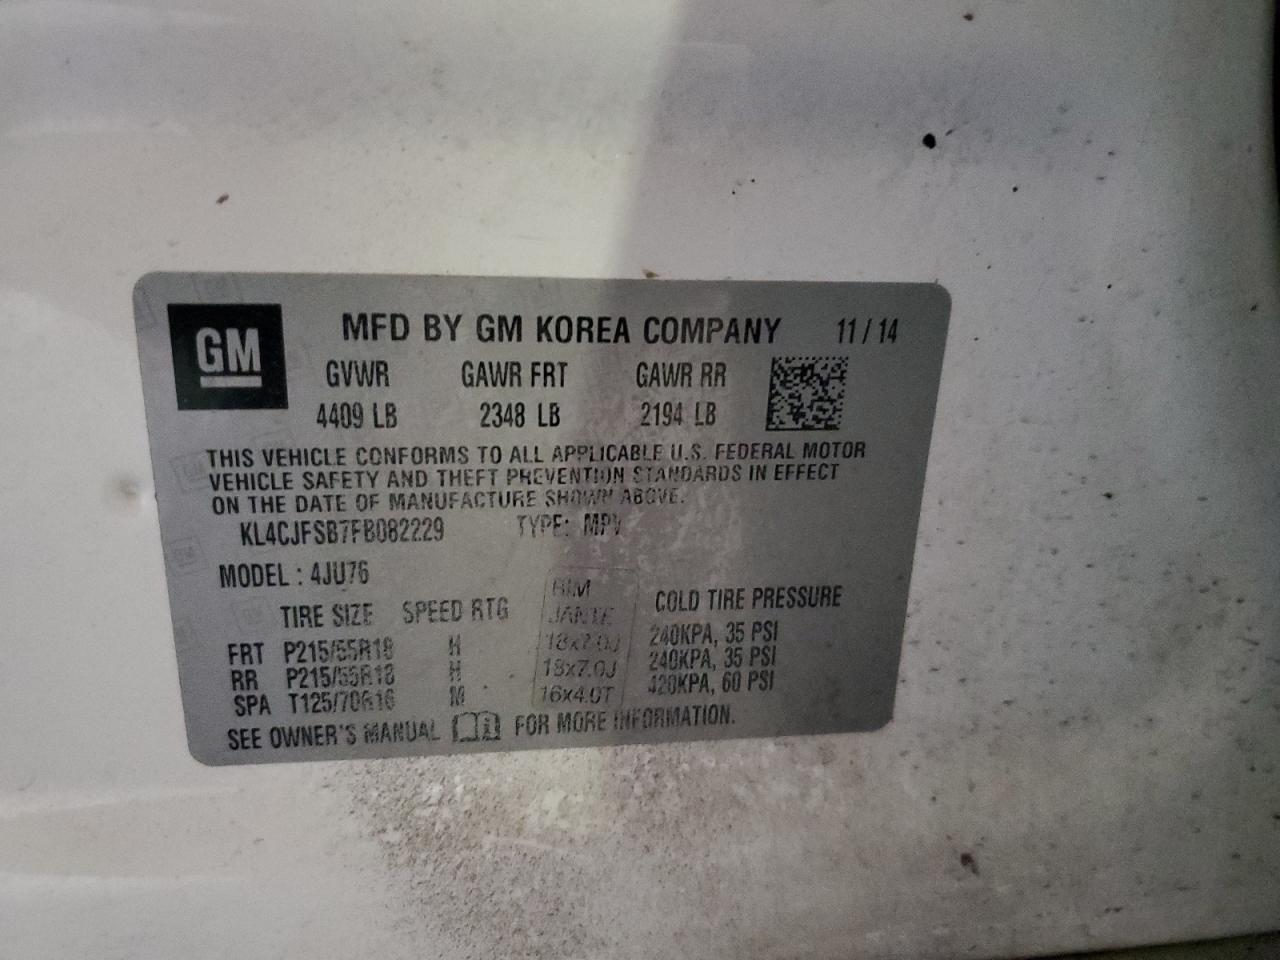 GM
MFD BY GM KOREA COMPANY 11 / 14
GVWR GAWR FRT GAWR RR
4409 LB 2348 LB 2194 LB
THIS VEHICLE CONFORMS TO ALL APPLICABLE U.S. FEDERAL MOTOR
VEHICLE SAFETY AND THEFT PREVENTION STANDARDS IN EFFECT
ON THE DATE OF MANUFACTURE SHOWN ABOVE.
KL4CJFSB7FB082229 TYPE: MPV
MODEL : 4JU76
RIM
TIRE SIZE SPEED RTG JANTE COLD TIRE PRESSURE
FRT P215/55R18 H 18x7.0J 240KPA, 35 PSI
RR P215/55R18 H 18x7.0J 240KPA, 35 PSI
SPA T125/70R16 M 16x4.0T 420KPA, 60 PSI
SEE OWNER'S MANUAL FOR MORE INFORMATION.